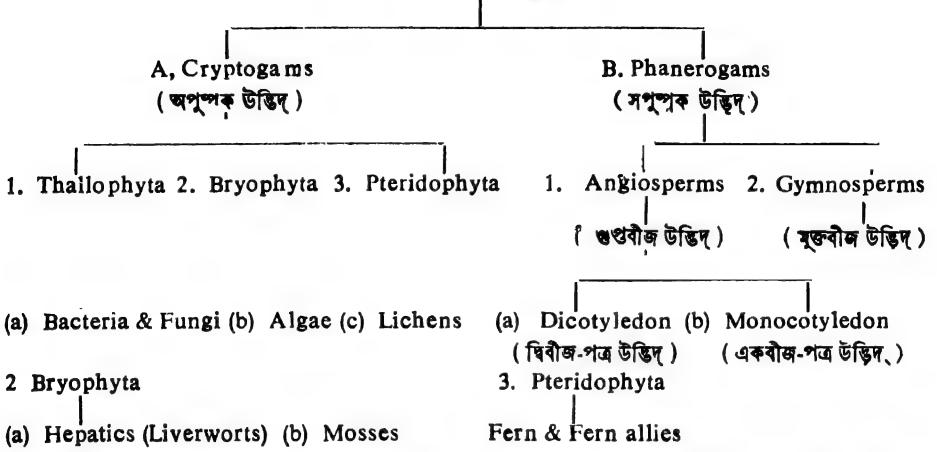 A, Cryptogams B. Phanerogams
( অপুষ্পক উদ্ভিদ্ ) ( সপুষ্পক উদ্ভিদ্ )
1. Thallophyta 2. Bryophyta 3. Pteridophyta 1. Angiosperms 2. Gymnosperms
( গুপ্তবীজ উদ্ভিদ্ ) ( মুক্তবীজ উদ্ভিদ্ )
(a) Bacteria & Fungi (b) Algae (c) Lichens (a) Dicotyledon (b) Monocotyledon
( দ্বিবীজ-পত্র উদ্ভিদ্ ) ( একবীজ-পত্র উদ্ভিদ্ )
2 Bryophyta 3. Pteridophyta
(a) Hepatics (Liverworts) (b) Mosses Fern & Fern allies